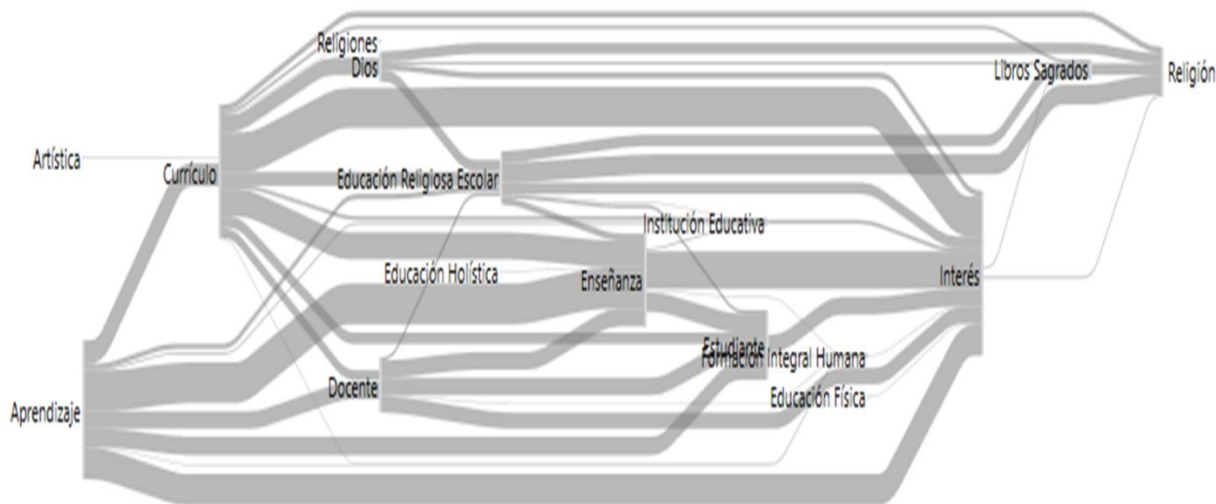 Religiones
Dios
Libros Sagrados
Religión
Artística
Currículo
Educación Religiosa Escolar
Institución Educativa
Educación Holística
Enseñanza
Interés
Estudiante
Formación Integral Humana
Docente
Educación Física
Aprendizaje